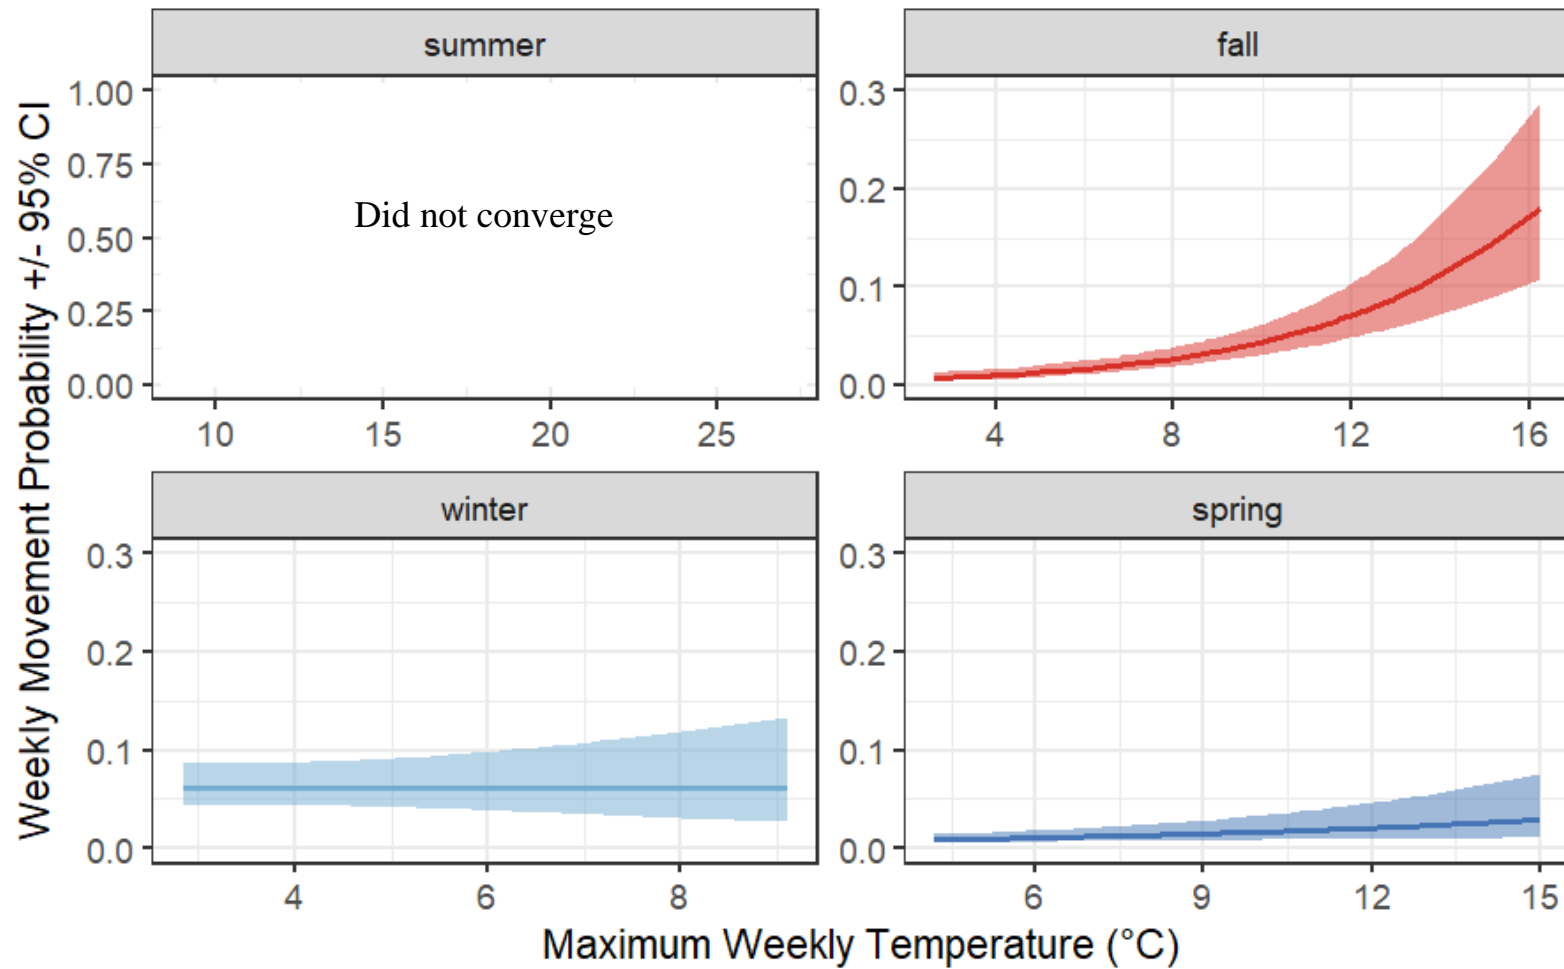 Weekly Movement Probability +/- 95% CI
summer
1.00
0.75
0.50
0.25
0.00
Did not converge
10 15 20 25
fall
0.3
0.2
0.1
0.0
4 8 12 16
winter
0.3
0.2
0.1
0.0
4 6 8
spring
0.3
0.2
0.1
0.0
6 9 12 15
Maximum Weekly Temperature (°C)